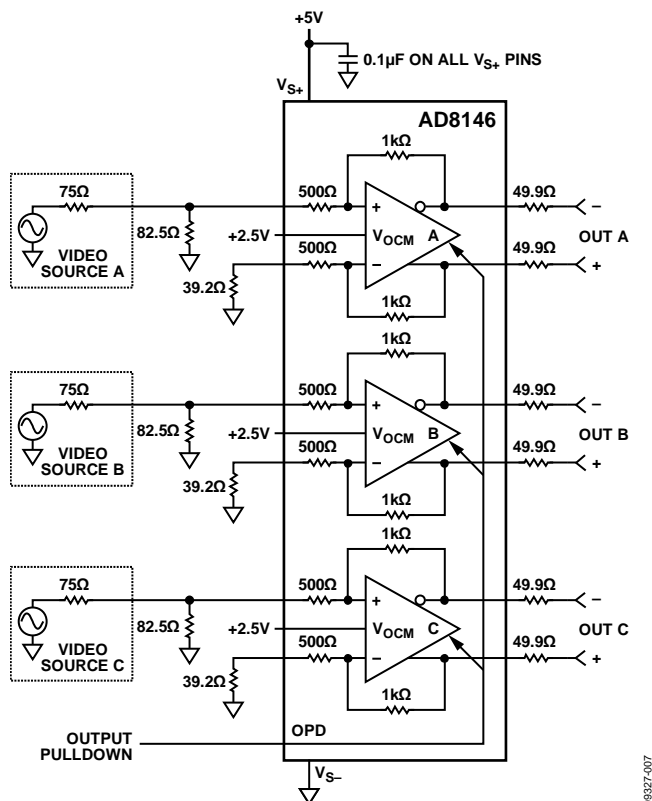 +5V
0.1µF ON ALL VS+ PINS
VS+
AD8146
1kΩ
75Ω
500Ω
49.9Ω
+
−
82.5Ω
+2.5V
VOCM A
OUT A
VIDEO
SOURCE A
500Ω
49.9Ω
−
+
39.2Ω
1kΩ
1kΩ
75Ω
500Ω
49.9Ω
+
−
82.5Ω
+2.5V
VOCM B
OUT B
VIDEO
SOURCE B
500Ω
49.9Ω
−
+
39.2Ω
1kΩ
1kΩ
75Ω
500Ω
49.9Ω
+
−
82.5Ω
+2.5V
VOCM C
OUT C
VIDEO
SOURCE C
500Ω
49.9Ω
−
+
39.2Ω
1kΩ
OUTPUT
PULLDOWN
OPD
VS−